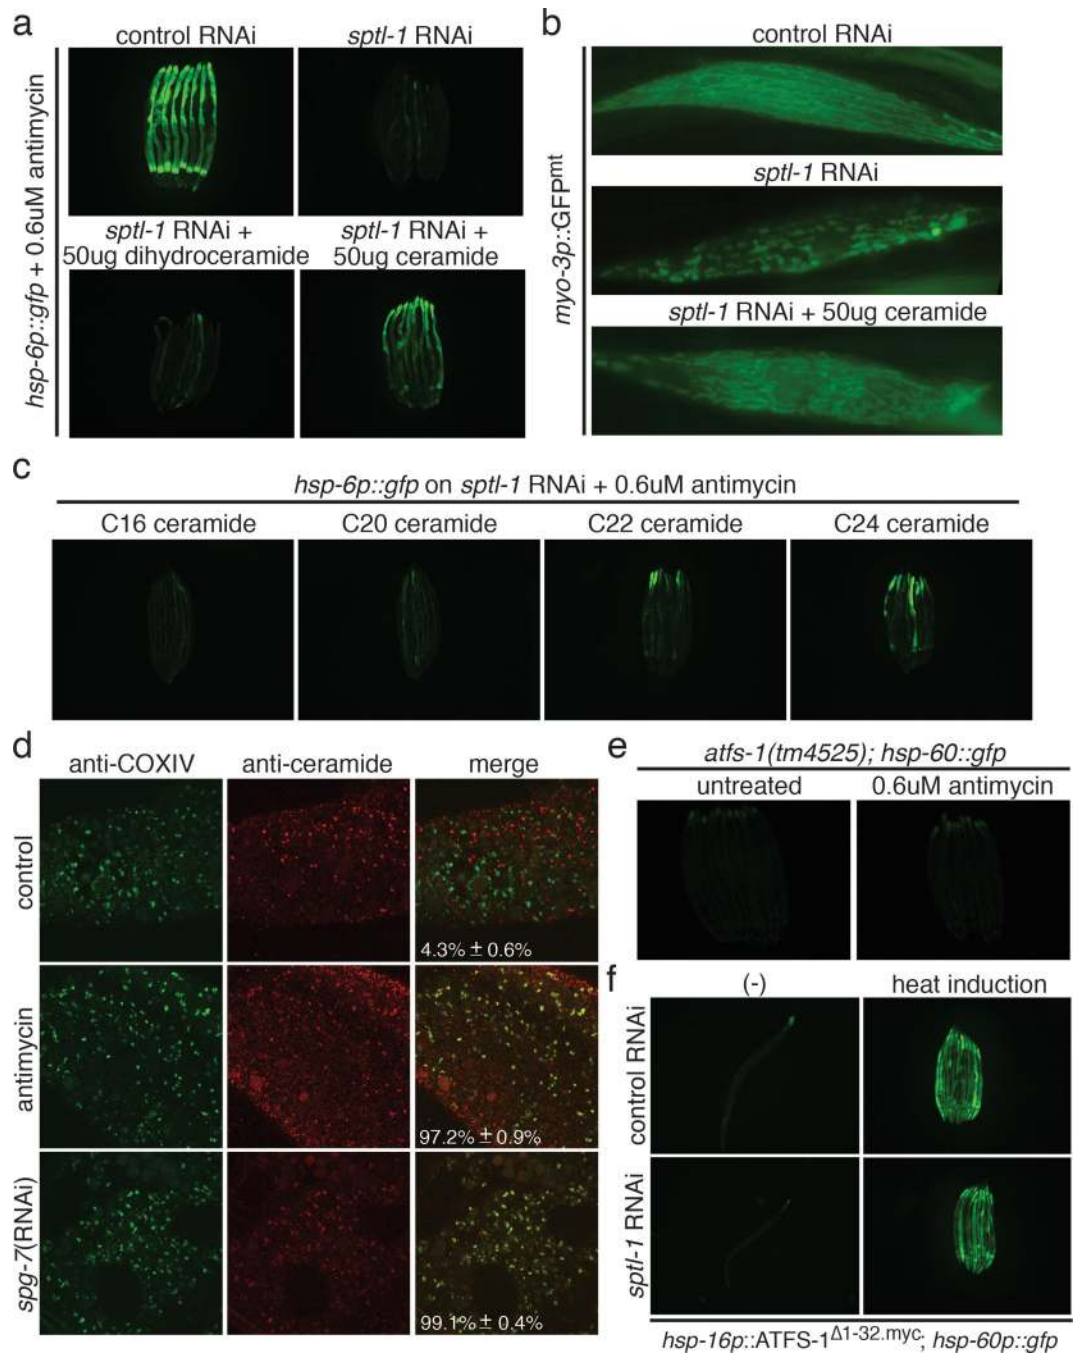 a
control RNAi
sptl-1 RNAi
sptl-1 RNAi +
50ug dihydroceramide
sptl-1 RNAi +
50ug ceramide
hsp-6p::gfp + 0.6uM antimycin
b
control RNAi
sptl-1 RNAi
sptl-1 RNAi + 50ug ceramide
myo-3p::GFPmt
c
hsp-6p::gfp on sptl-1 RNAi + 0.6uM antimycin
C16 ceramide
C20 ceramide
C22 ceramide
C24 ceramide
d
anti-COXIV
anti-ceramide
merge
control
4.3% ± 0.6%
antimycin
97.2% ± 0.9%
spg-7(RNAi)
99.1% ± 0.4%
e
atfs-1(tm4525); hsp-60::gfp
untreated
0.6uM antimycin
f
(-)
heat induction
control RNAi
sptl-1 RNAi
hsp-16p::ATFS-1Δ1-32.myc; hsp-60p::gfp